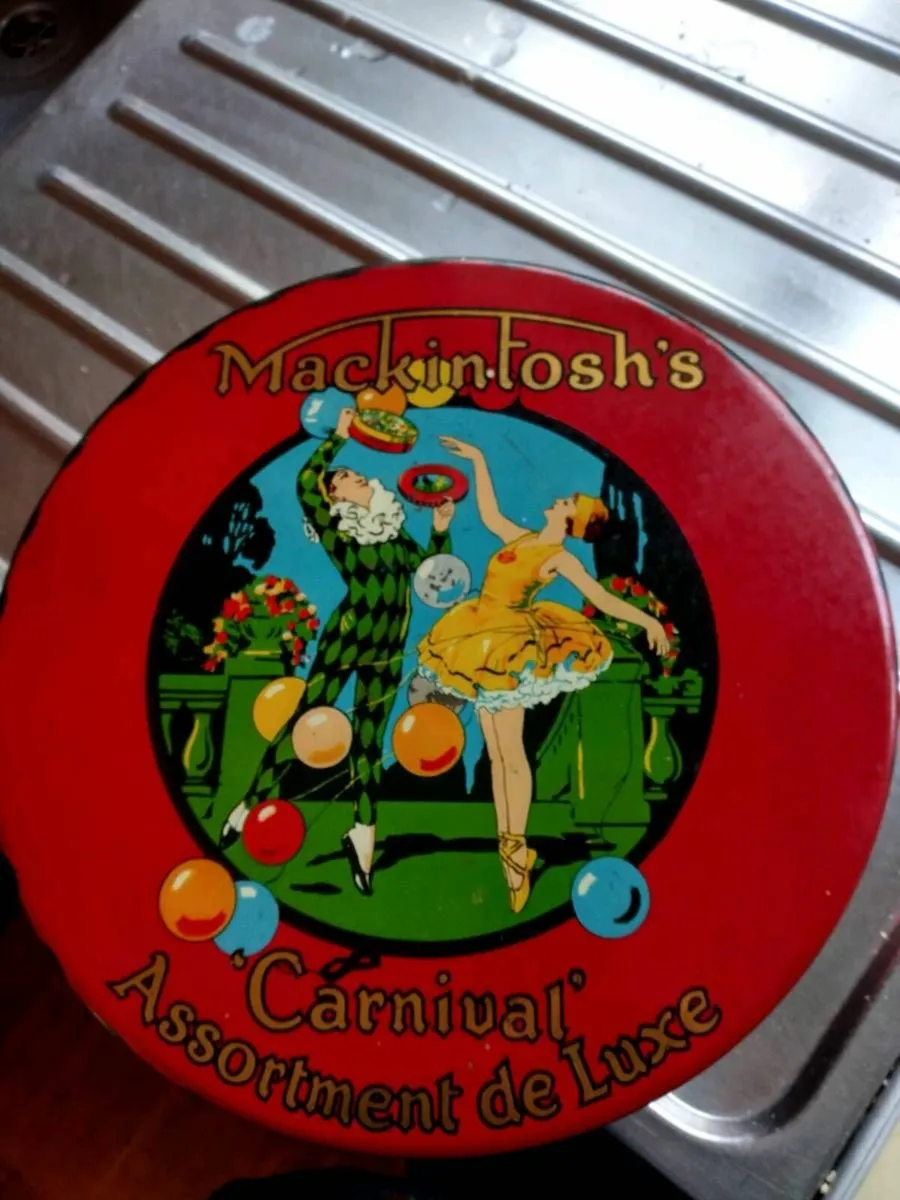 Mackintosh's
'Carnival'
Assortment de Luxe